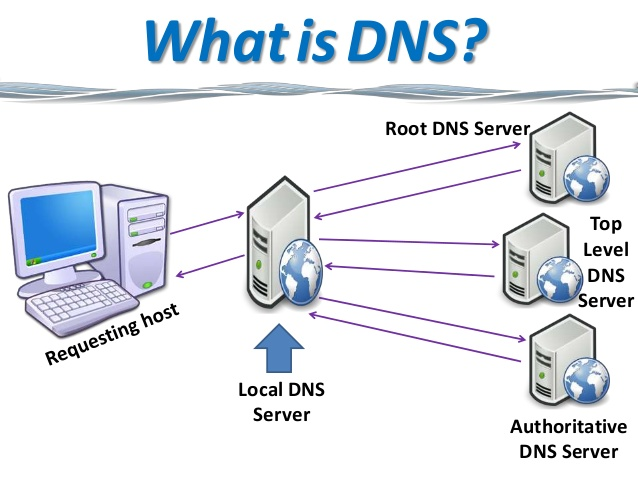 What is DNS?
Root DNS Server
Top
Level
DNS
Server
Requesting host
Local DNS
Server
Authoritative
DNS Server